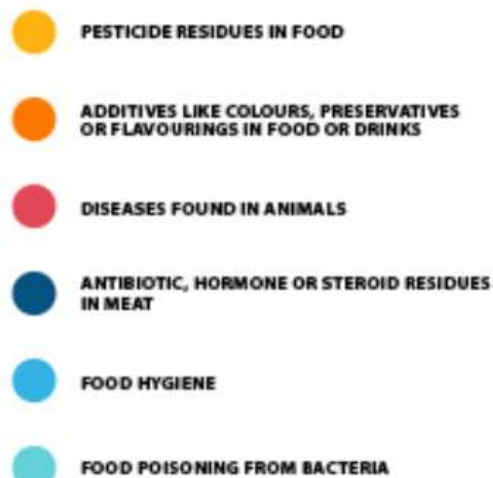 PESTICIDE RESIDUES IN FOOD
ADDITIVES LIKE COLOURS, PRESERVATIVES
OR FLAVOURINGS IN FOOD OR DRINKS
DISEASES FOUND IN ANIMALS
ANTIBIOTIC, HORMONE OR STEROID RESIDUES
IN MEAT
FOOD HYGIENE
FOOD POISONING FROM BACTERIA